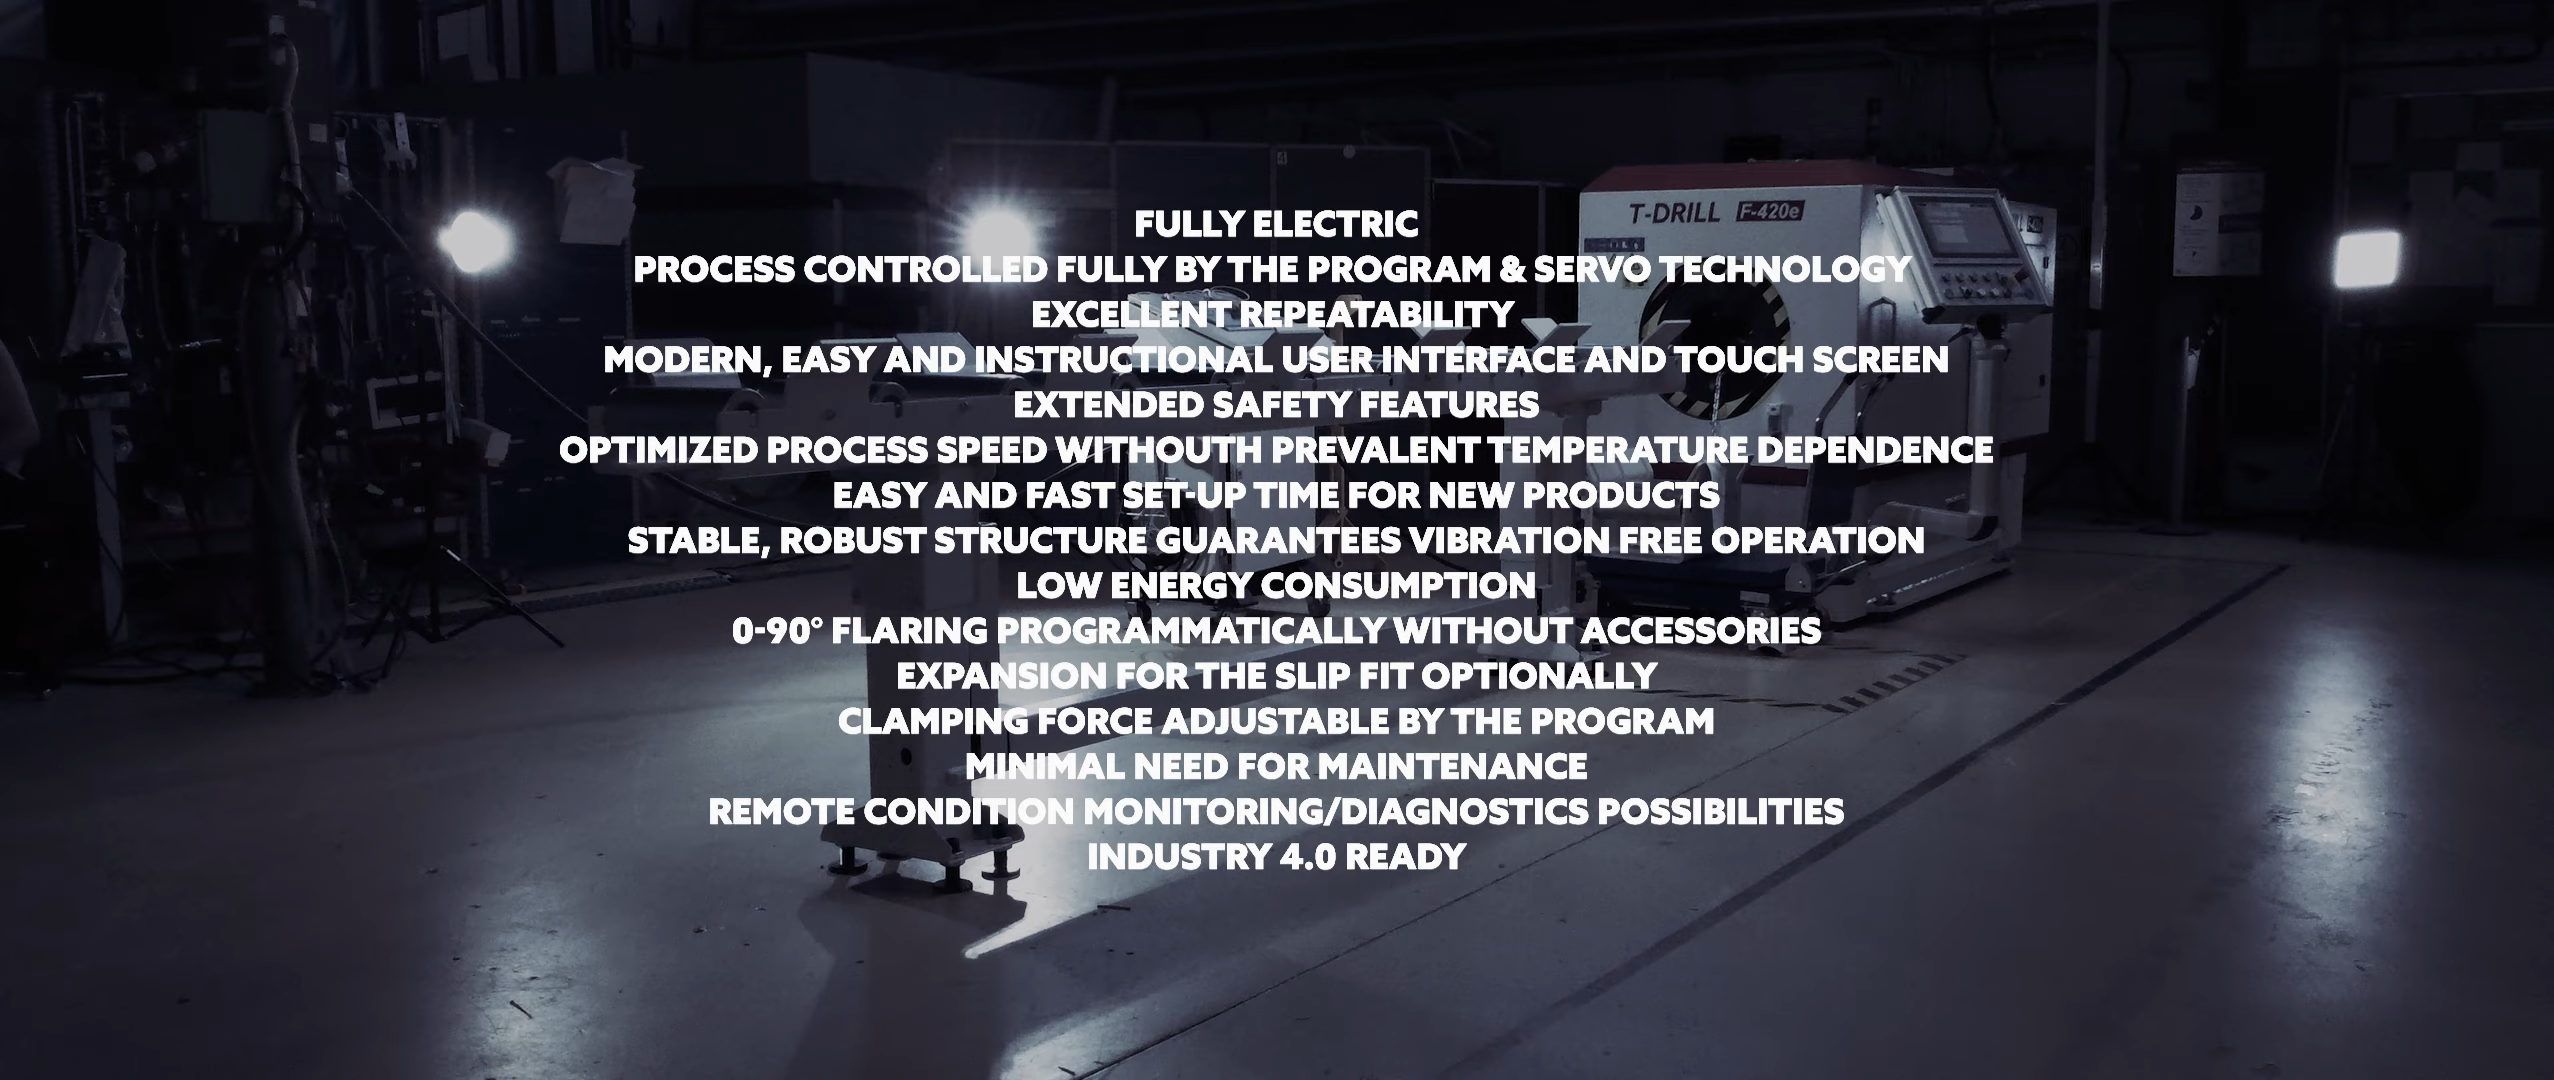 T-DRILL F-420e
FULLY ELECTRIC
PROCESS CONTROLLED FULLY BY THE PROGRAM & SERVO TECHNOLOGY
EXCELLENT REPEATABILITY
MODERN, EASY AND INSTRUCTIONAL USER INTERFACE AND TOUCH SCREEN
EXTENDED SAFETY FEATURES
OPTIMIZED PROCESS SPEED WITHOUTH PREVALENT TEMPERATURE DEPENDENCE
EASY AND FAST SET-UP TIME FOR NEW PRODUCTS
STABLE, ROBUST STRUCTURE GUARANTEES VIBRATION FREE OPERATION
LOW ENERGY CONSUMPTION
0-90° FLARING PROGRAMMATICALLY WITHOUT ACCESSORIES
EXPANSION FOR THE SLIP FIT OPTIONALLY
CLAMPING FORCE ADJUSTABLE BY THE PROGRAM
MINIMAL NEED FOR MAINTENANCE
REMOTE CONDITION MONITORING/DIAGNOSTICS POSSIBILITIES
INDUSTRY 4.0 READY